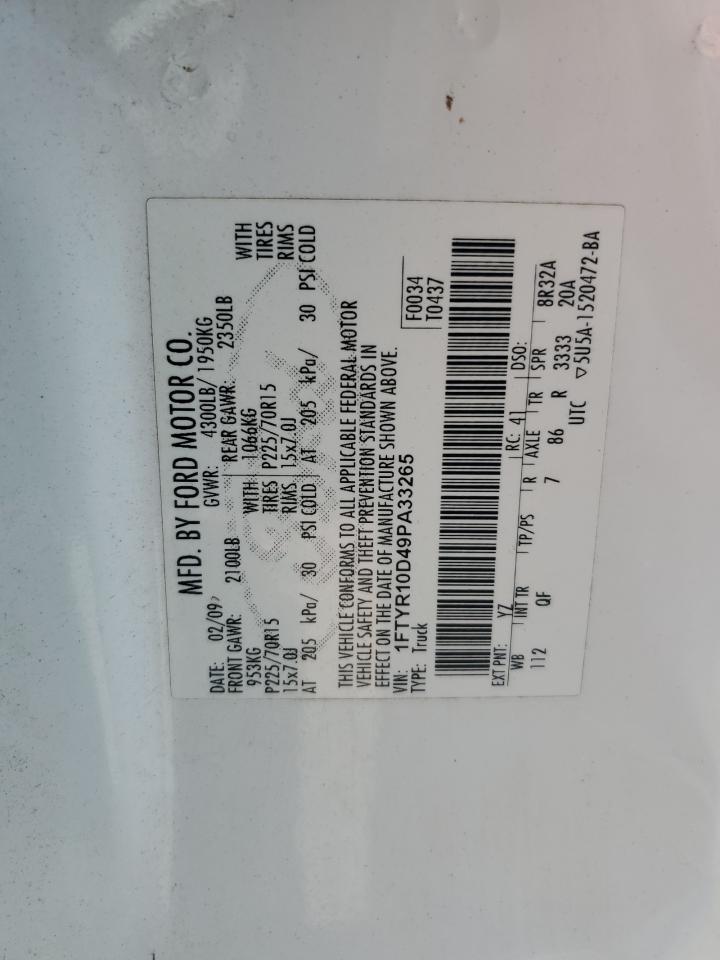 MFD. BY FORD MOTOR CO.
DATE: 02/09 GVWR: 4300LB/ 1950KG
FRONT GAWR: 2100LB REAR GAWR: 2350LB
953KG WITH 1066KG WITH
P225/70R15 TIRES P225/70R15 TIRES
15x7.0J RIMS 15x7.0J RIMS
AT 205 kPa/ 30 PSI COLD AT 205 kPa/ 30 PSI COLD
THIS VEHICLE CONFORMS TO ALL APPLICABLE FEDERAL MOTOR
VEHICLE SAFETY AND THEFT PREVENTION STANDARDS IN
EFFECT ON THE DATE OF MANUFACTURE SHOWN ABOVE.
VIN: 1FTYR10D49PA33265 F0034
TYPE: Truck T0437
EXT PNT: YZ RC: 41 DSO:
WB INT TR TP/PS R AXLE TR SPR 8R32A
112 QF 7 86 R 3333 20A
UTC ▽5U5A-1520472-BA